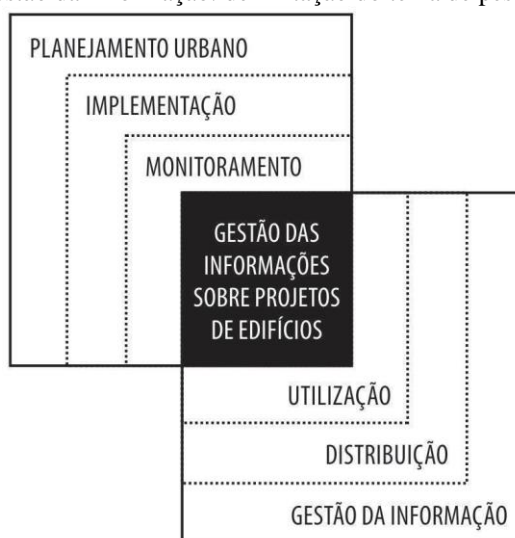 PLANEJAMENTO URBANO
IMPLEMENTAÇÃO
MONITORAMENTO
GESTÃO DAS
INFORMAÇÕES
SOBRE PROJETOS
DE EDIFÍCIOS
UTILIZAÇÃO
DISTRIBUIÇÃO
GESTÃO DA INFORMAÇÃO